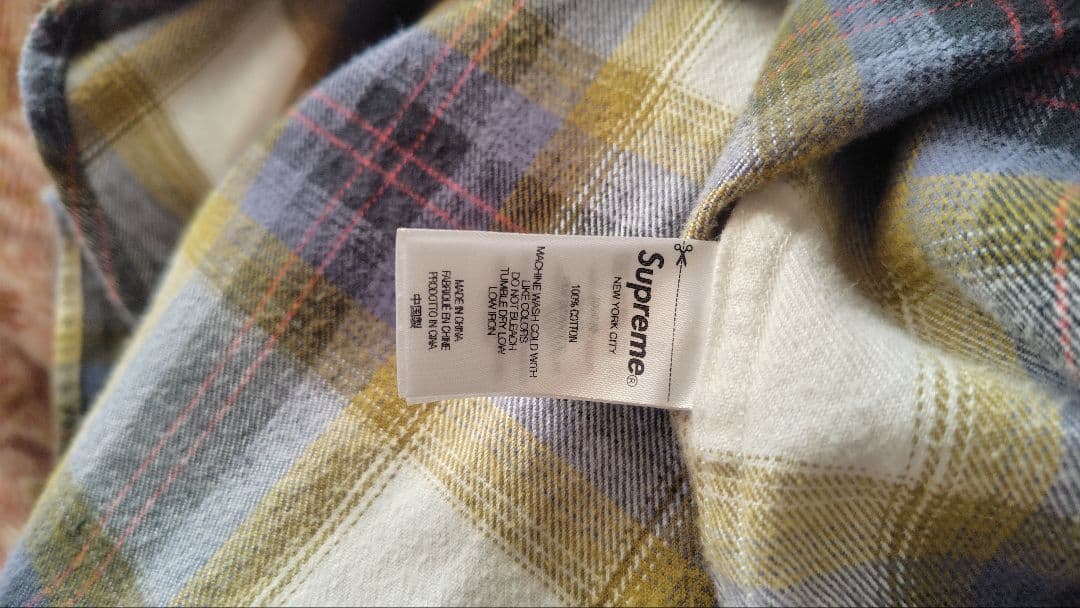 Supreme®
NEW YORK CITY
100% COTTON
MACHINE WASH COLD WITH
LIKE COLORS
DO NOT BLEACH
TUMBLE DRY LOW
LOW IRON
MADE IN CHINA
FABRIQUÉ EN CHINE
PRODOTTO IN CINA
中国製